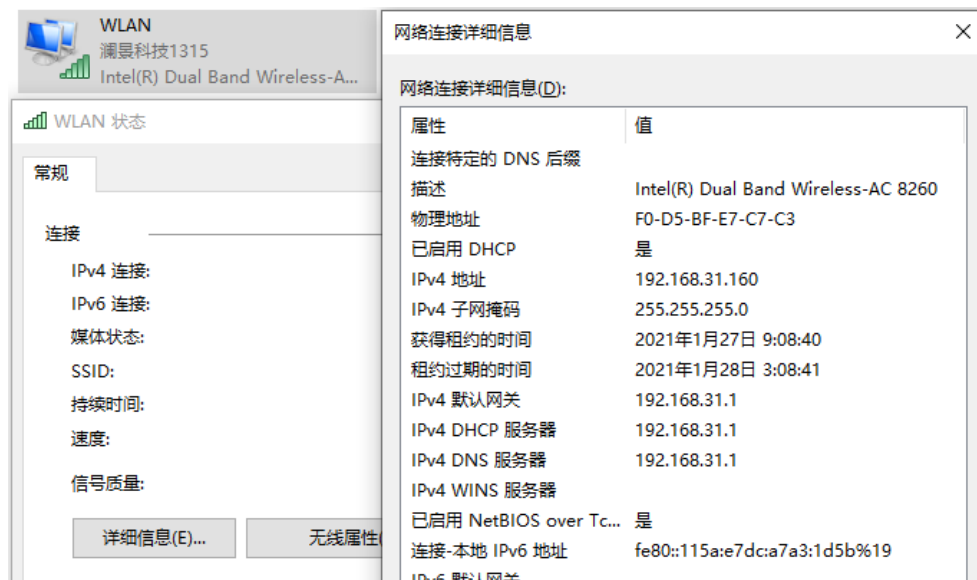 WLAN
澜景科技1315
Intel(R) Dual Band Wireless-A...
WLAN 状态
常规
连接
IPv4 连接:
IPv6 连接:
媒体状态:
SSID:
持续时间:
速度:
信号质量:
详细信息(E)...
无线属性(
网络连接详细信息
网络连接详细信息(D):
属性 值
连接特定的 DNS 后缀
描述 Intel(R) Dual Band Wireless-AC 8260
物理地址 F0-D5-BF-E7-C7-C3
已启用 DHCP 是
IPv4 地址 192.168.31.160
IPv4 子网掩码 255.255.255.0
获得租约的时间 2021年1月27日 9:08:40
租约过期的时间 2021年1月28日 3:08:41
IPv4 默认网关 192.168.31.1
IPv4 DHCP 服务器 192.168.31.1
IPv4 DNS 服务器 192.168.31.1
IPv4 WINS 服务器
已启用 NetBIOS over Tc... 是
连接-本地 IPv6 地址 fe80::115a:e7dc:a7a3:1d5b%19
IPv6 默认网关